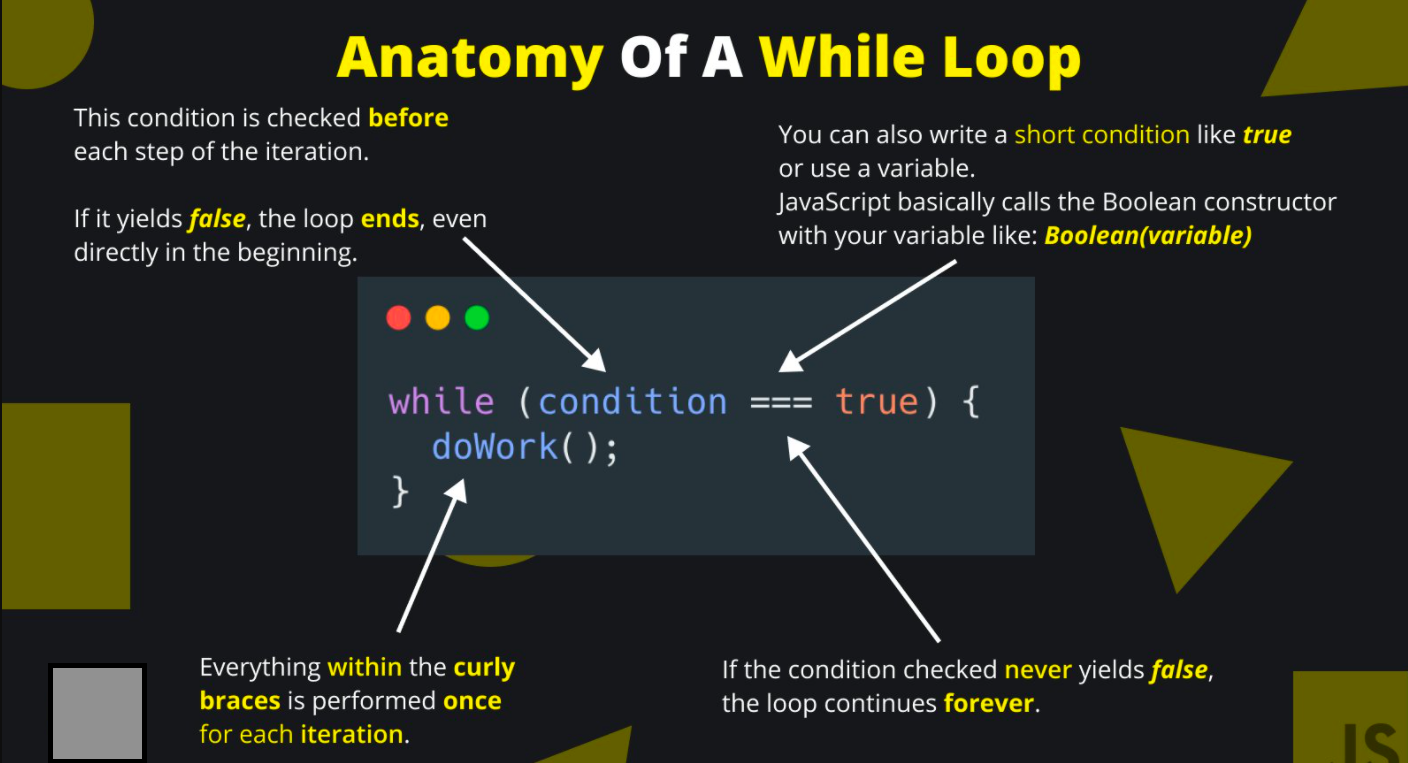 Anatomy Of A While Loop
This condition is checked before
each step of the iteration.
If it yields false, the loop ends, even
directly in the beginning.
You can also write a short condition like true
or use a variable.
JavaScript basically calls the Boolean constructor
with your variable like: Boolean(variable)
while (condition === true) {
doWork();
}
Everything within the curly
braces is performed once
for each iteration.
If the condition checked never yields false,
the loop continues forever.
JS